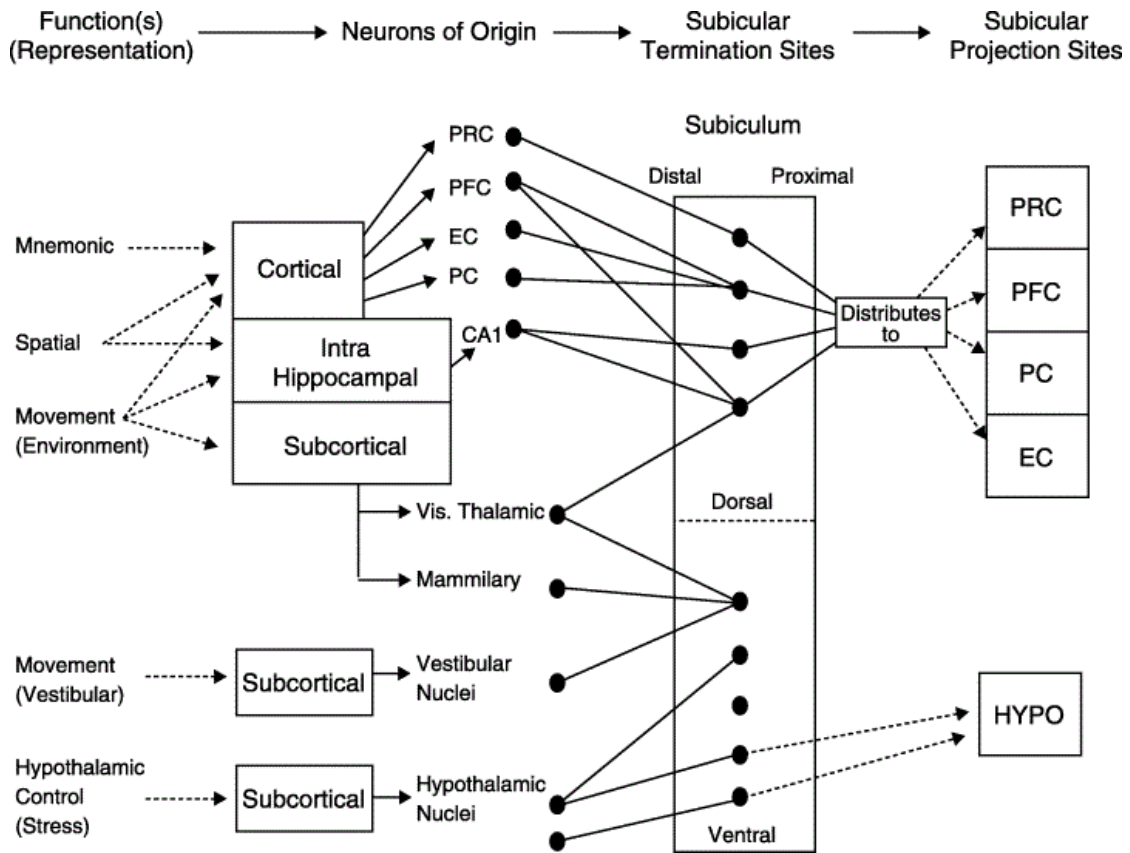 Function(s)
(Representation)
Neurons of Origin
Subicular
Termination Sites
Subicular
Projection Sites
Subiculum
Distal
Proximal
PRC
PFC
EC
PC
CA1
Mnemonic
Spatial
Movement
(Environment)
Cortical
Intra
Hippocampal
Subcortical
Distributes
to
PRC
PFC
PC
EC
Vis. Thalamic
Dorsal
Mammilary
Movement
(Vestibular)
Subcortical
Vestibular
Nuclei
HYPO
Hypothalamic
Control
(Stress)
Subcortical
Hypothalamic
Nuclei
Ventral